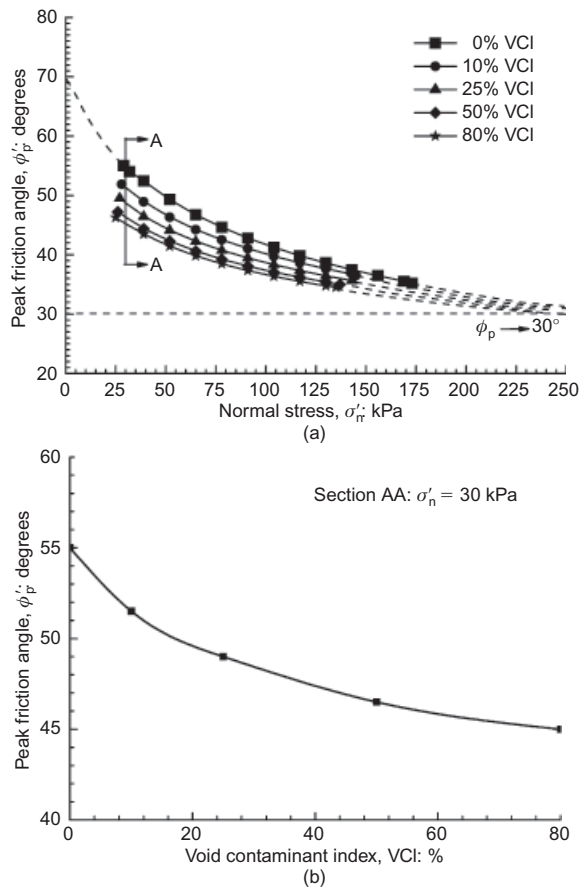 80
70
60
50
40
30
20
Peak friction angle, ϕ′p: degrees
A
A
0% VCI
10% VCI
25% VCI
50% VCI
80% VCI
ϕp → 30°
0 25 50 75 100 125 150 175 200 225 250
Normal stress, σ′n: kPa
(a)
60
55
50
45
40
Peak friction angle, ϕ′p: degrees
Section AA: σ′n = 30 kPa
0 20 40 60 80
Void contaminant index, VCI: %
(b)